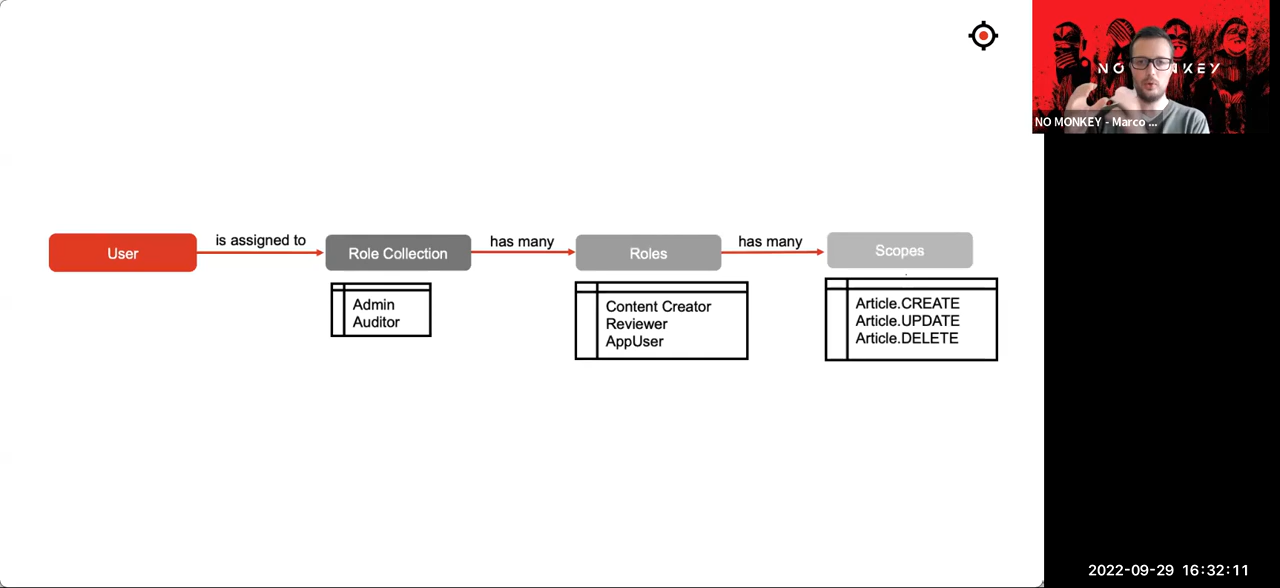 NO MONKEY
NO MONKEY - Marco ...
is assigned to
has many
has many
User
Role Collection
Roles
Scopes
Admin
Auditor
Content Creator
Reviewer
AppUser
Article.CREATE
Article.UPDATE
Article.DELETE
2022-09-29 16:32:11